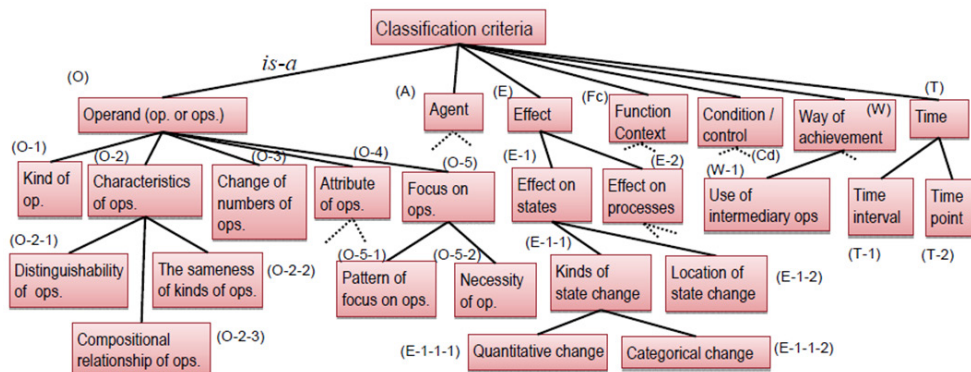 Classification criteria
is-a
(O)
Operand (op. or ops.)
(A)
Agent
(E)
Effect
(Fc)
Function
Context
Condition /
control
(Cd)
Way of
achievement
(W)
(T)
Time
(O-1)
Kind of
op.
(O-2)
Characteristics
of ops.
(O-3)
Change of
numbers of
ops.
(O-4)
Attribute
of ops.
(O-5)
Focus on
ops.
(E-1)
Effect on
states
(E-2)
Effect on
processes
(W-1)
Use of
intermediary ops
Time
interval
(T-1)
Time
point
(T-2)
(O-2-1)
Distinguishability
of ops.
The sameness
of kinds of ops.
(O-2-2)
(O-5-1)
Pattern of
focus on ops.
(O-5-2)
Necessity
of op.
(E-1-1)
Kinds of
state change
Location of
state change
(E-1-2)
Compositional
relationship of ops.
(O-2-3)
(E-1-1-1)
Quantitative change
Categorical change
(E-1-1-2)